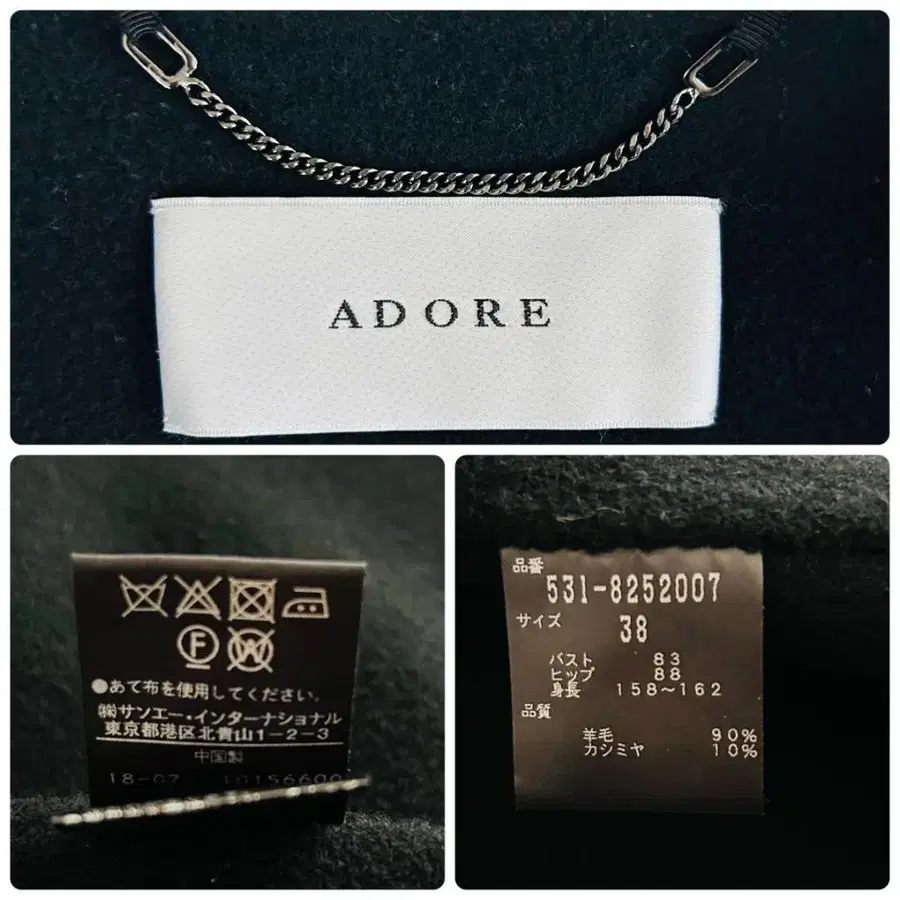 ADORE
F
W
●あて布を使用してください。
㈱サンエー・インターナショナル
東京都港区北青山1-2-3
中国製
18-07 10156600
品番
531-8252007
サイズ
38
バスト 83
ヒップ 88
身長 158～162
品質
羊毛 90%
カシミヤ 10%